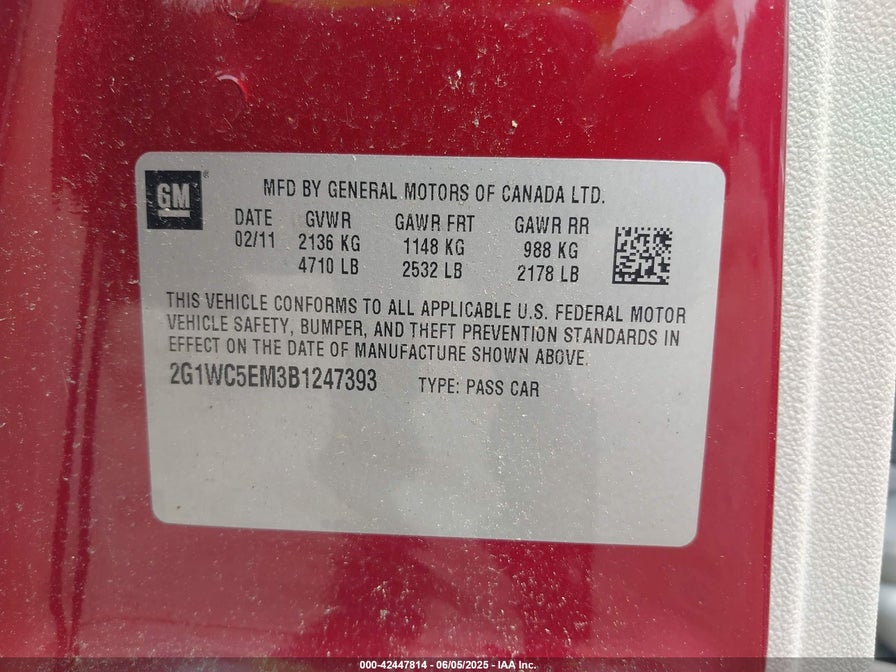 GM
MFD BY GENERAL MOTORS OF CANADA LTD.
DATE GVWR GAWR FRT GAWR RR
02/11 2136 KG 1148 KG 988 KG
4710 LB 2532 LB 2178 LB
THIS VEHICLE CONFORMS TO ALL APPLICABLE U.S. FEDERAL MOTOR
VEHICLE SAFETY, BUMPER, AND THEFT PREVENTION STANDARDS IN
EFFECT ON THE DATE OF MANUFACTURE SHOWN ABOVE.
2G1WC5EM3B1247393 TYPE: PASS CAR
000-42447814 - 06/05/2025 - IAA Inc.